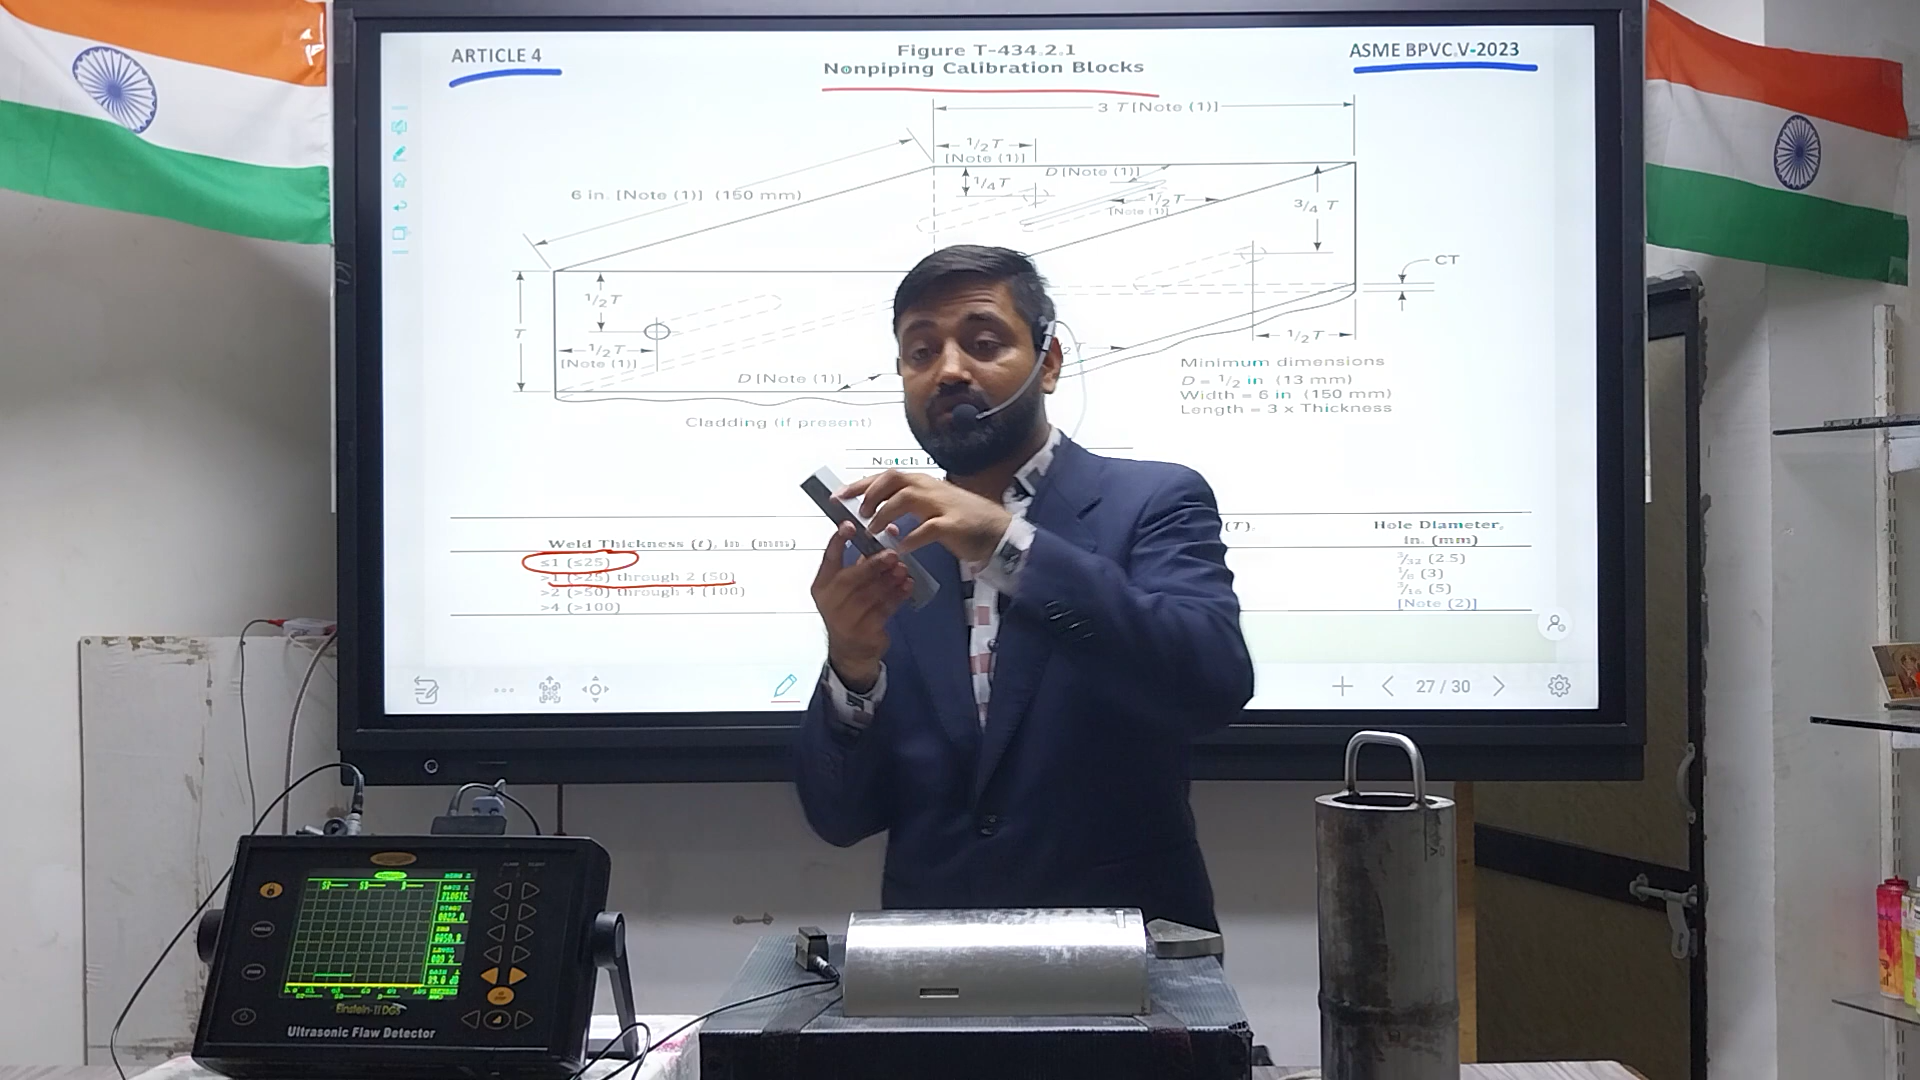 ARTICLE 4
Figure T-434.2.1
Nonpiping Calibration Blocks
ASME BPVC.V-2023
3 T [Note (1)]
1/2 T
[Note (1)]
1/4 T
D [Note (1)]
1/2 T
[Note (1)]
3/4 T
6 in. [Note (1)] (150 mm)
CT
1/2 T
T
1/2 T
[Note (1)]
1/2 T
D [Note (1)]
Cladding (if present)
Minimum dimensions
D = 1/2 in (13 mm)
Width = 6 in (150 mm)
Length = 3 x Thickness
Notch
Weld Thickness (t), in. (mm)
(T),
Hole Diameter,
in. (mm)
≤1 (≤25)
3/32 (2.5)
>1 (>25) through 2 (50)
1/8 (3)
>2 (>50) through 4 (100)
3/16 (5)
>4 (>100)
[Note (2)]
27 / 30
Einstein-II DGS
Ultrasonic Flaw Detector